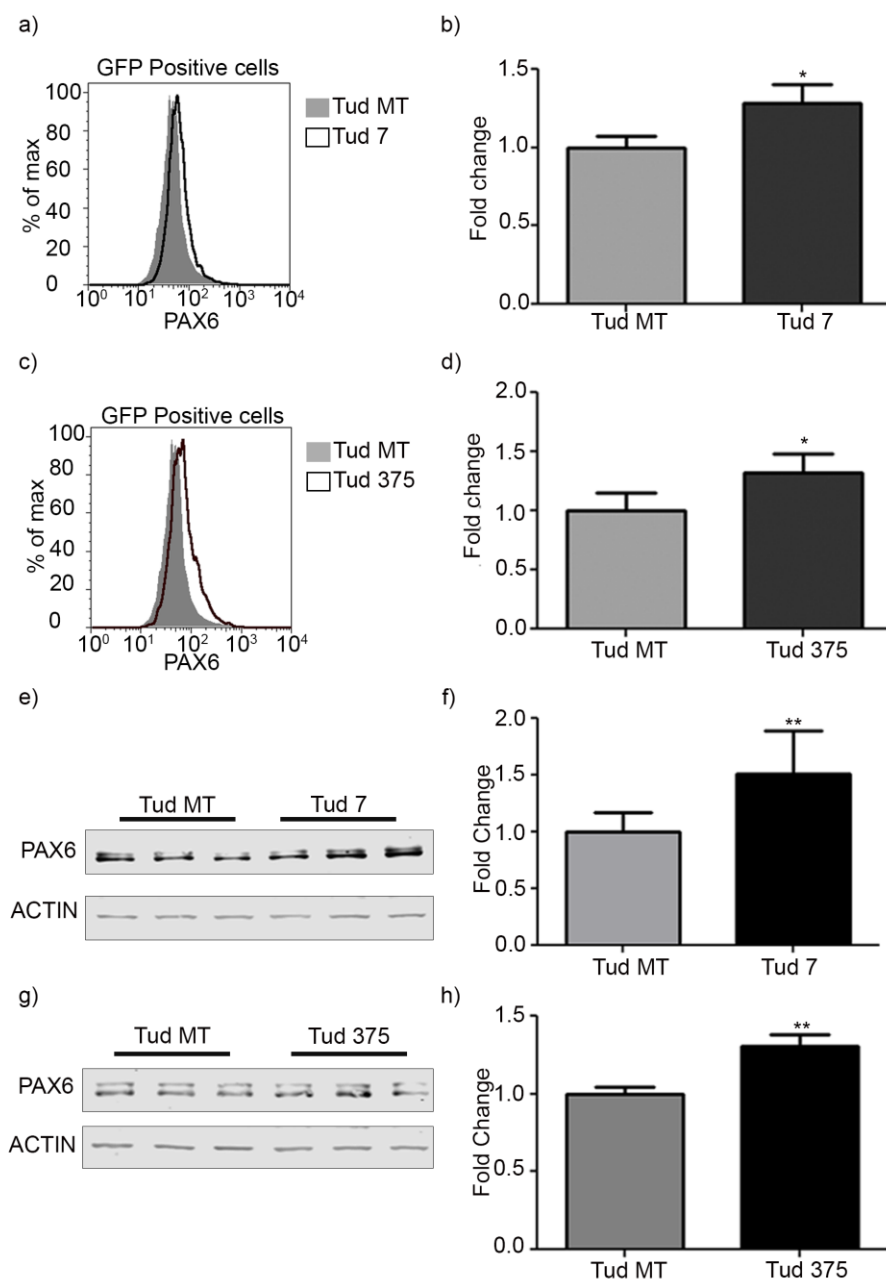 a)
GFP Positive cells
Tud MT
Tud 7
% of max
100
80
60
40
20
0
10⁰ 10¹ 10² 10³ 10⁴
PAX6
b)
*
Fold change
1.5
1.0
0.5
0.0
Tud MT Tud 7
c)
GFP Positive cells
Tud MT
Tud 375
% of max
100
80
60
40
20
0
10⁰ 10¹ 10² 10³ 10⁴
PAX6
d)
*
Fold change
2.0
1.5
1.0
0.5
0.0
Tud MT Tud 375
e)
Tud MT Tud 7
PAX6
ACTIN
f)
**
Fold Change
2.0
1.5
1.0
0.5
0.0
Tud MT Tud 7
g)
Tud MT Tud 375
PAX6
ACTIN
h)
**
Fold Change
1.5
1.0
0.5
0.0
Tud MT Tud 375